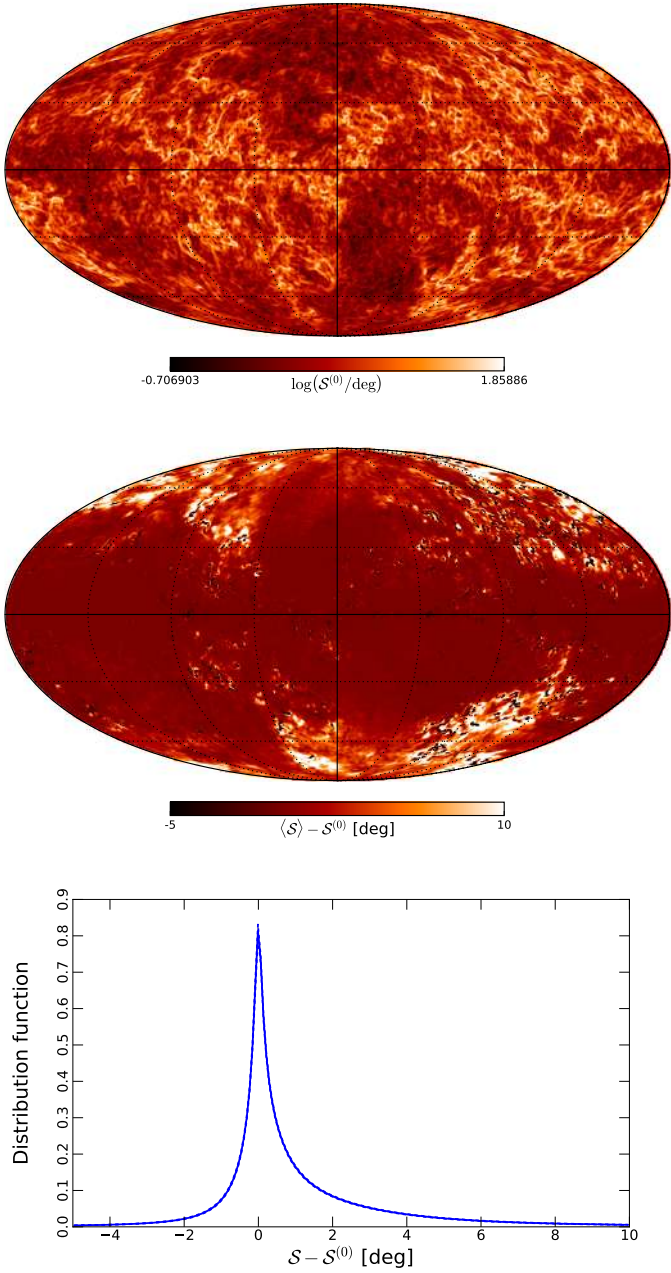 -0.706903 1.85886
log(𝒮⁽⁰⁾/deg)
-5 10
⟨𝒮⟩ − 𝒮⁽⁰⁾ [deg]
0.9
0.8
0.7
0.6
0.5
0.4
0.3
0.2
0.1
0.0
Distribution function
−4 −2 0 2 4 6 8 10
𝒮 − 𝒮⁽⁰⁾ [deg]